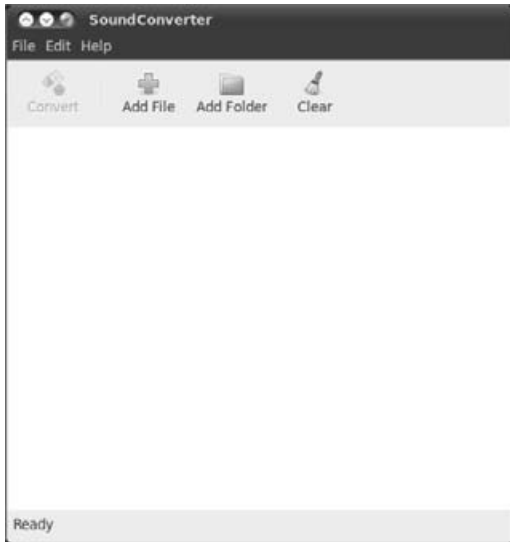 SoundConverter
File Edit Help
Convert Add File Add Folder Clear
Ready